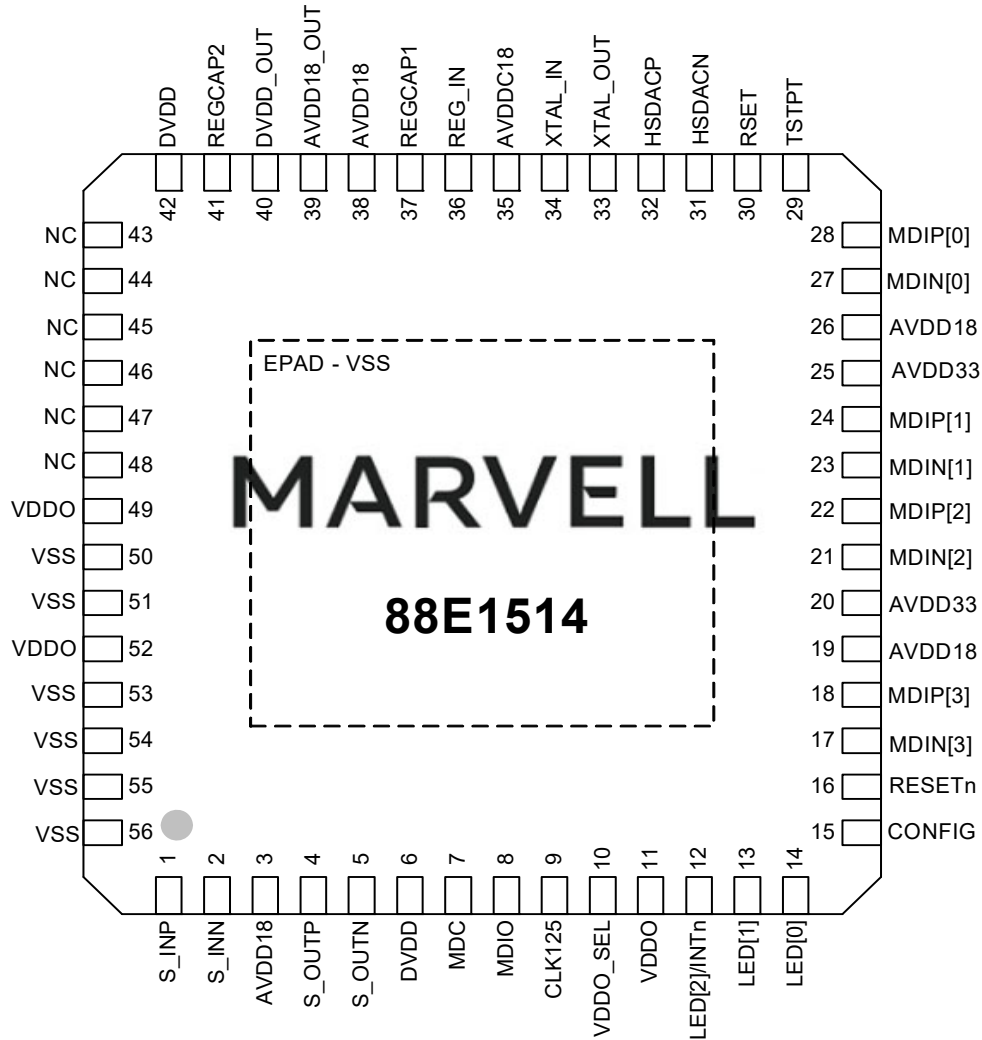 DVDD
REGCAP2
DVDD_OUT
AVDD18_OUT
AVDD18
REGCAP1
REG_IN
AVDDC18
XTAL_IN
XTAL_OUT
HSDACP
HSDACN
RSET
TSTPT
42
41
40
39
38
37
36
35
34
33
32
31
30
29
NC 43
NC 44
NC 45
NC 46
NC 47
NC 48
VDDO 49
VSS 50
VSS 51
VDDO 52
VSS 53
VSS 54
VSS 55
VSS 56
EPAD - VSS
MARVELL
88E1514
28 MDIP[0]
27 MDIN[0]
26 AVDD18
25 AVDD33
24 MDIP[1]
23 MDIN[1]
22 MDIP[2]
21 MDIN[2]
20 AVDD33
19 AVDD18
18 MDIP[3]
17 MDIN[3]
16 RESETn
15 CONFIG
1
2
3
4
5
6
7
8
9
10
11
12
13
14
S_INP
S_INN
AVDD18
S_OUTP
S_OUTN
DVDD
MDC
MDIO
CLK125
VDDO_SEL
VDDO
LED[2]/INTn
LED[1]
LED[0]